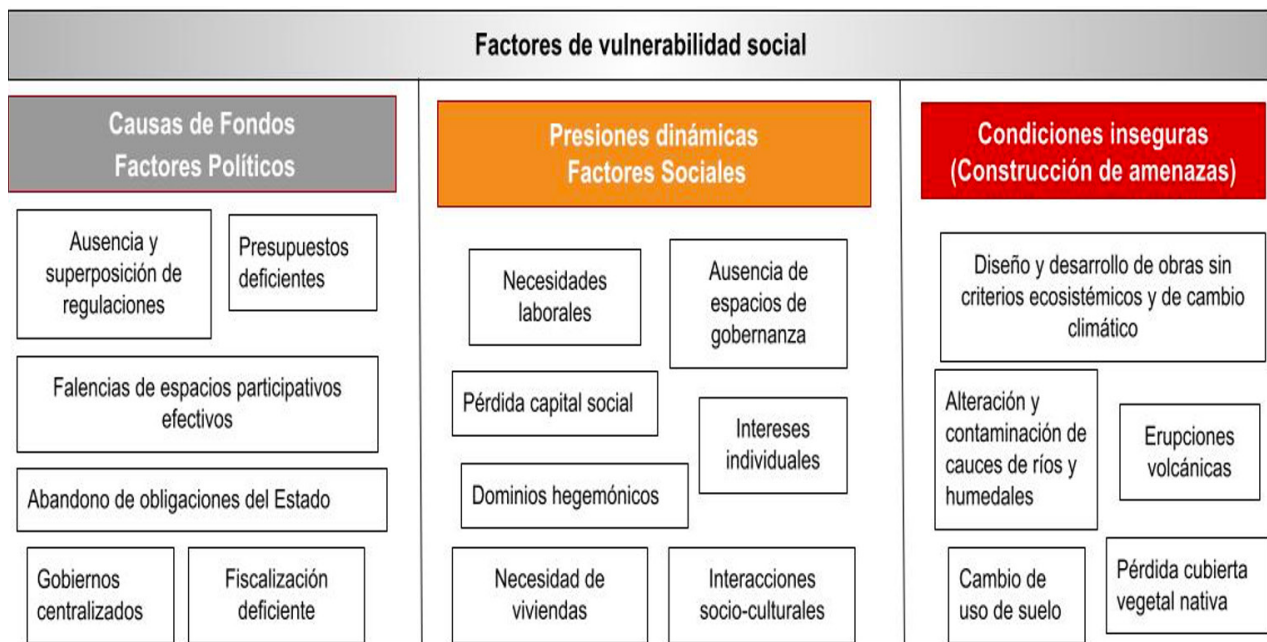 Factores de vulnerabilidad social
Causas de Fondos
Factores Políticos
Ausencia y
superposición de
regulaciones
Presupuestos
deficientes
Falencias de espacios participativos
efectivos
Abandono de obligaciones del Estado
Gobiernos
centralizados
Fiscalización
deficiente
Presiones dinámicas
Factores Sociales
Necesidades
laborales
Ausencia de
espacios de
gobernanza
Pérdida capital social
Intereses
individuales
Dominios hegemónicos
Necesidad de
viviendas
Interacciones
socio-culturales
Condiciones inseguras
(Construcción de amenazas)
Diseño y desarrollo de obras sin
criterios ecosistémicos y de cambio
climático
Alteración y
contaminación de
cauces de ríos y
humedales
Erupciones
volcánicas
Cambio de
uso de suelo
Pérdida cubierta
vegetal nativa